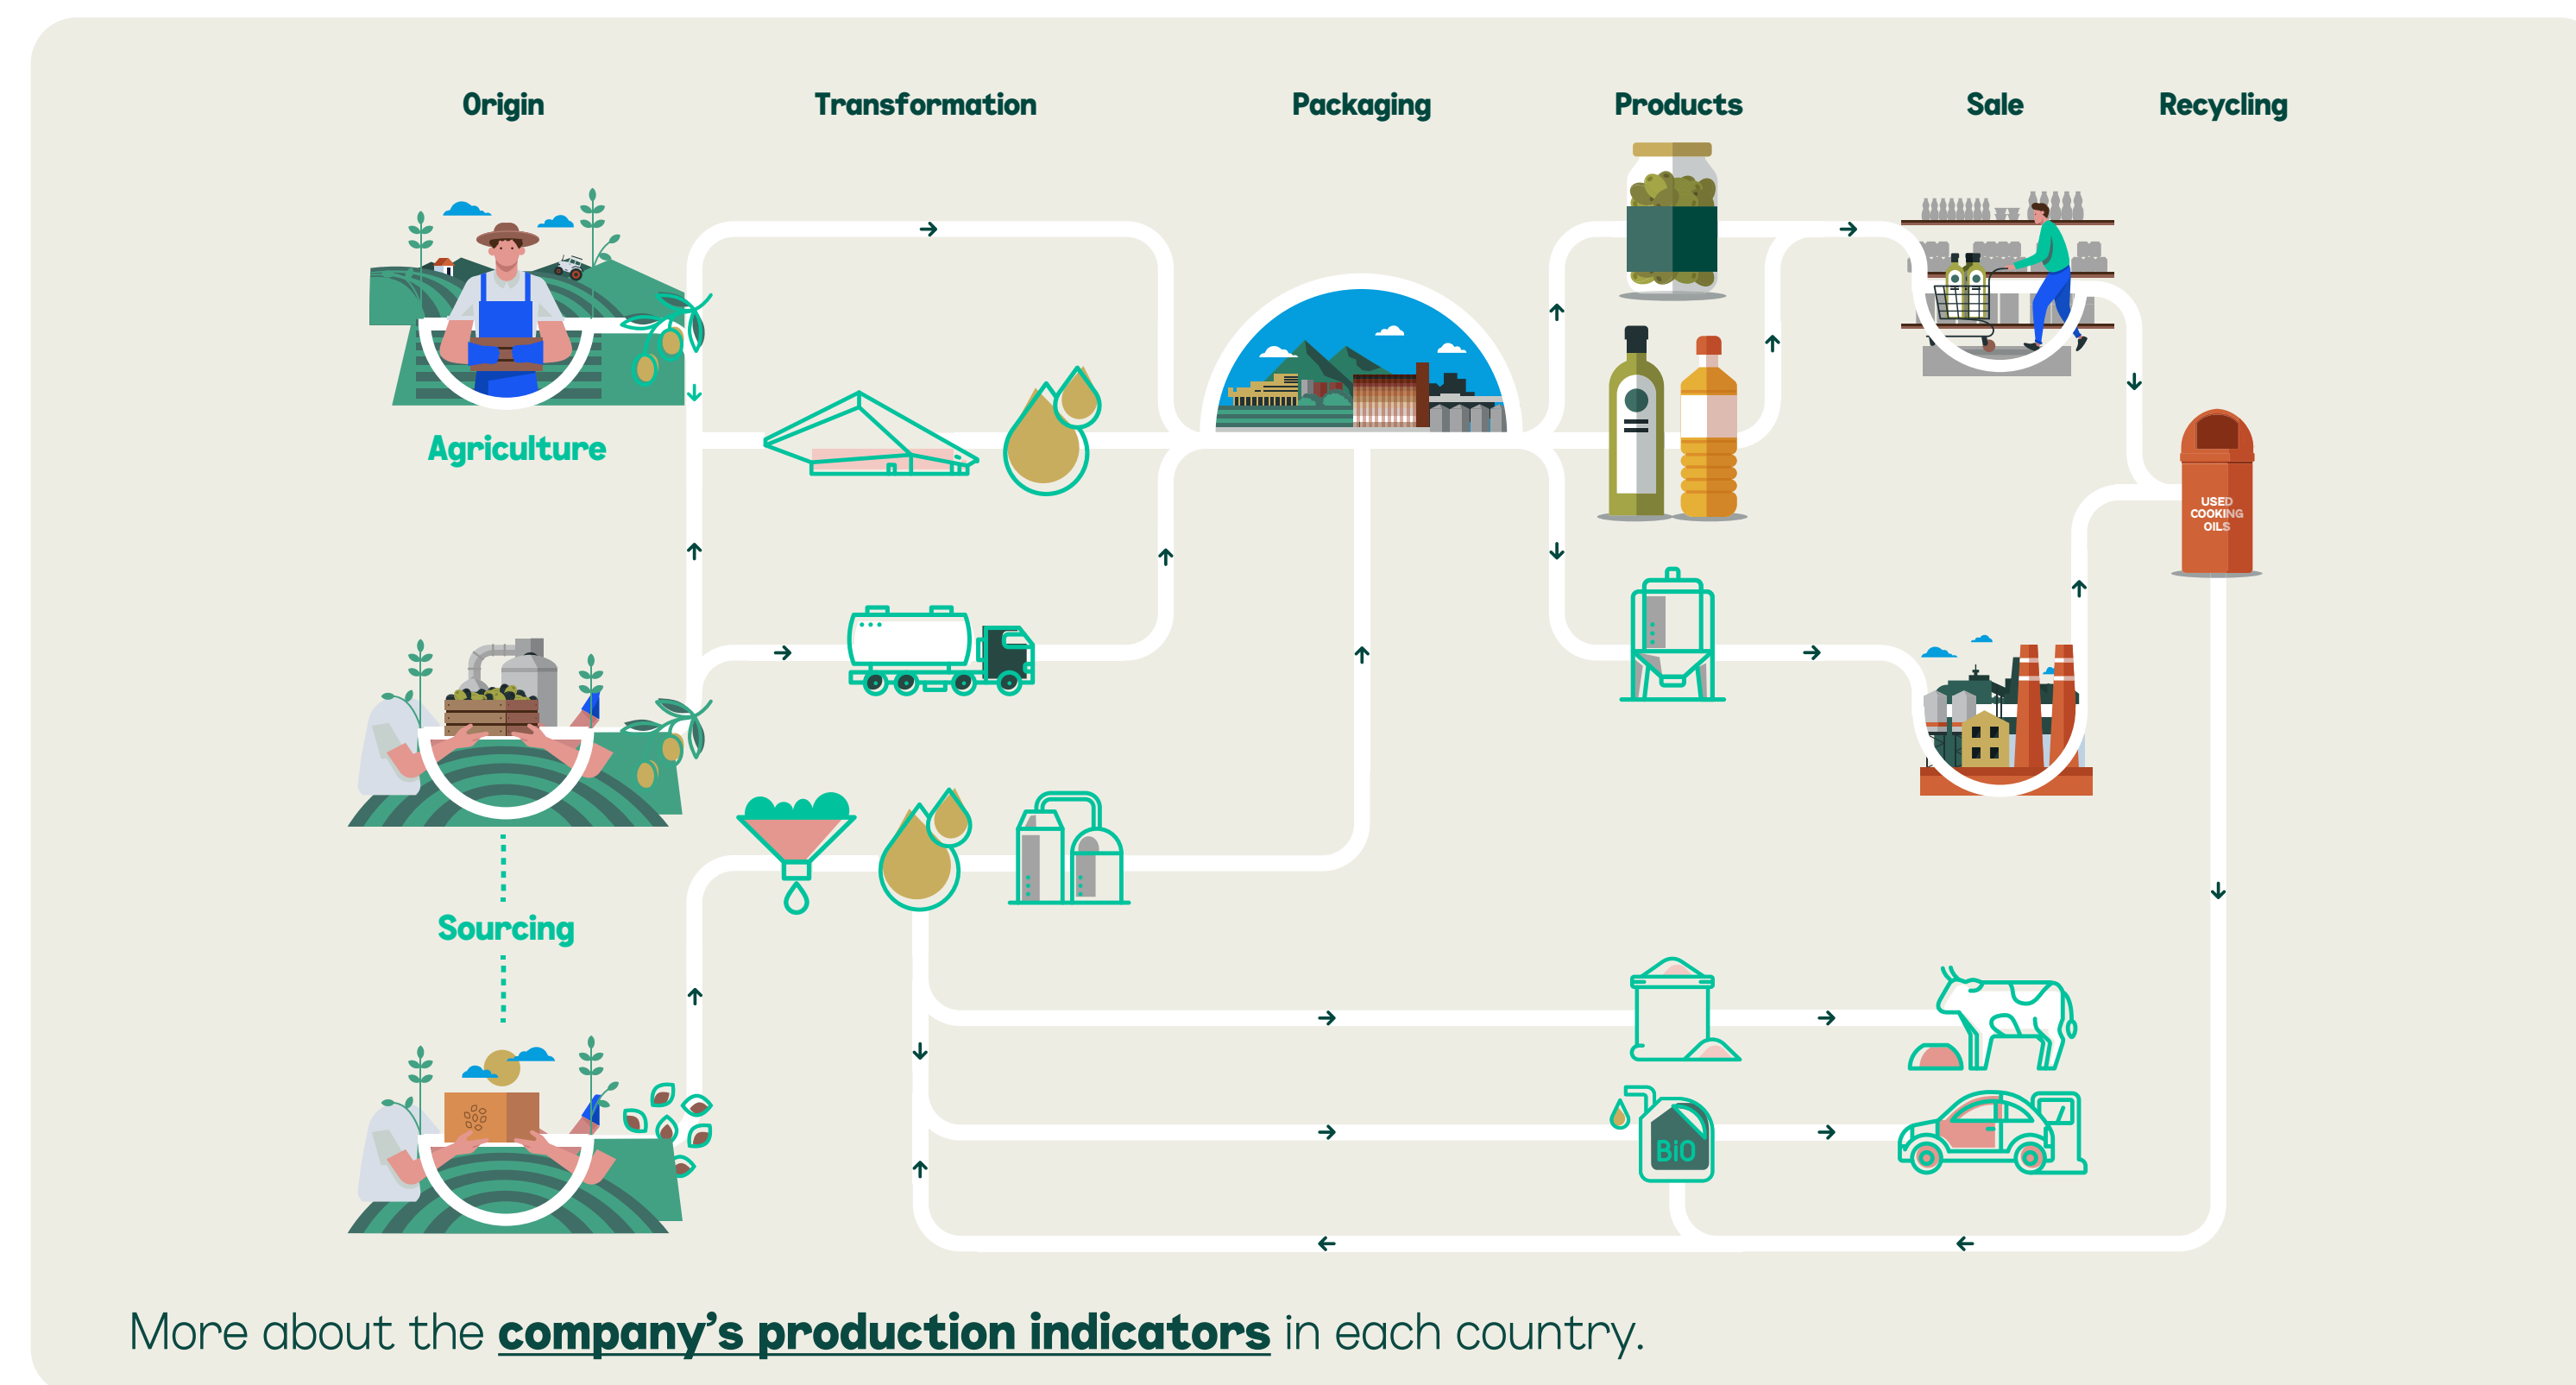 Origin
Transformation
Packaging
Products
Sale
Recycling
Agriculture
USED
COOKING
OILS
Sourcing
BiO
More about the company’s production indicators in each country.